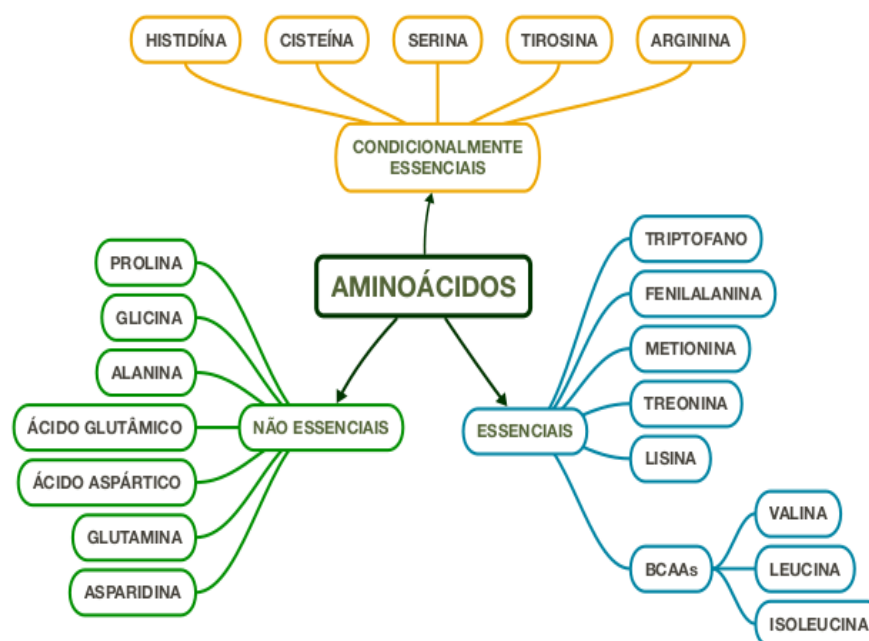 HISTIDÍNA
CISTEÍNA
SERINA
TIROSINA
ARGININA
CONDICIONALMENTE
ESSENCIAIS
AMINOÁCIDOS
PROLINA
GLICINA
ALANINA
ÁCIDO GLUTÂMICO
ÁCIDO ASPÁRTICO
GLUTAMINA
ASPARIDINA
NÃO ESSENCIAIS
ESSENCIAIS
TRIPTOFANO
FENILALANINA
METIONINA
TREONINA
LISINA
BCAAs
VALINA
LEUCINA
ISOLEUCINA